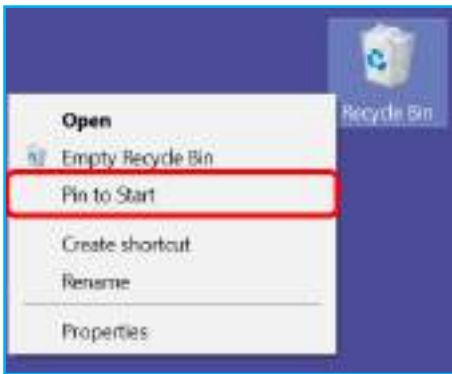 Recycle Bin
Open
Empty Recycle Bin
Pin to Start
Create shortcut
Rename
Properties